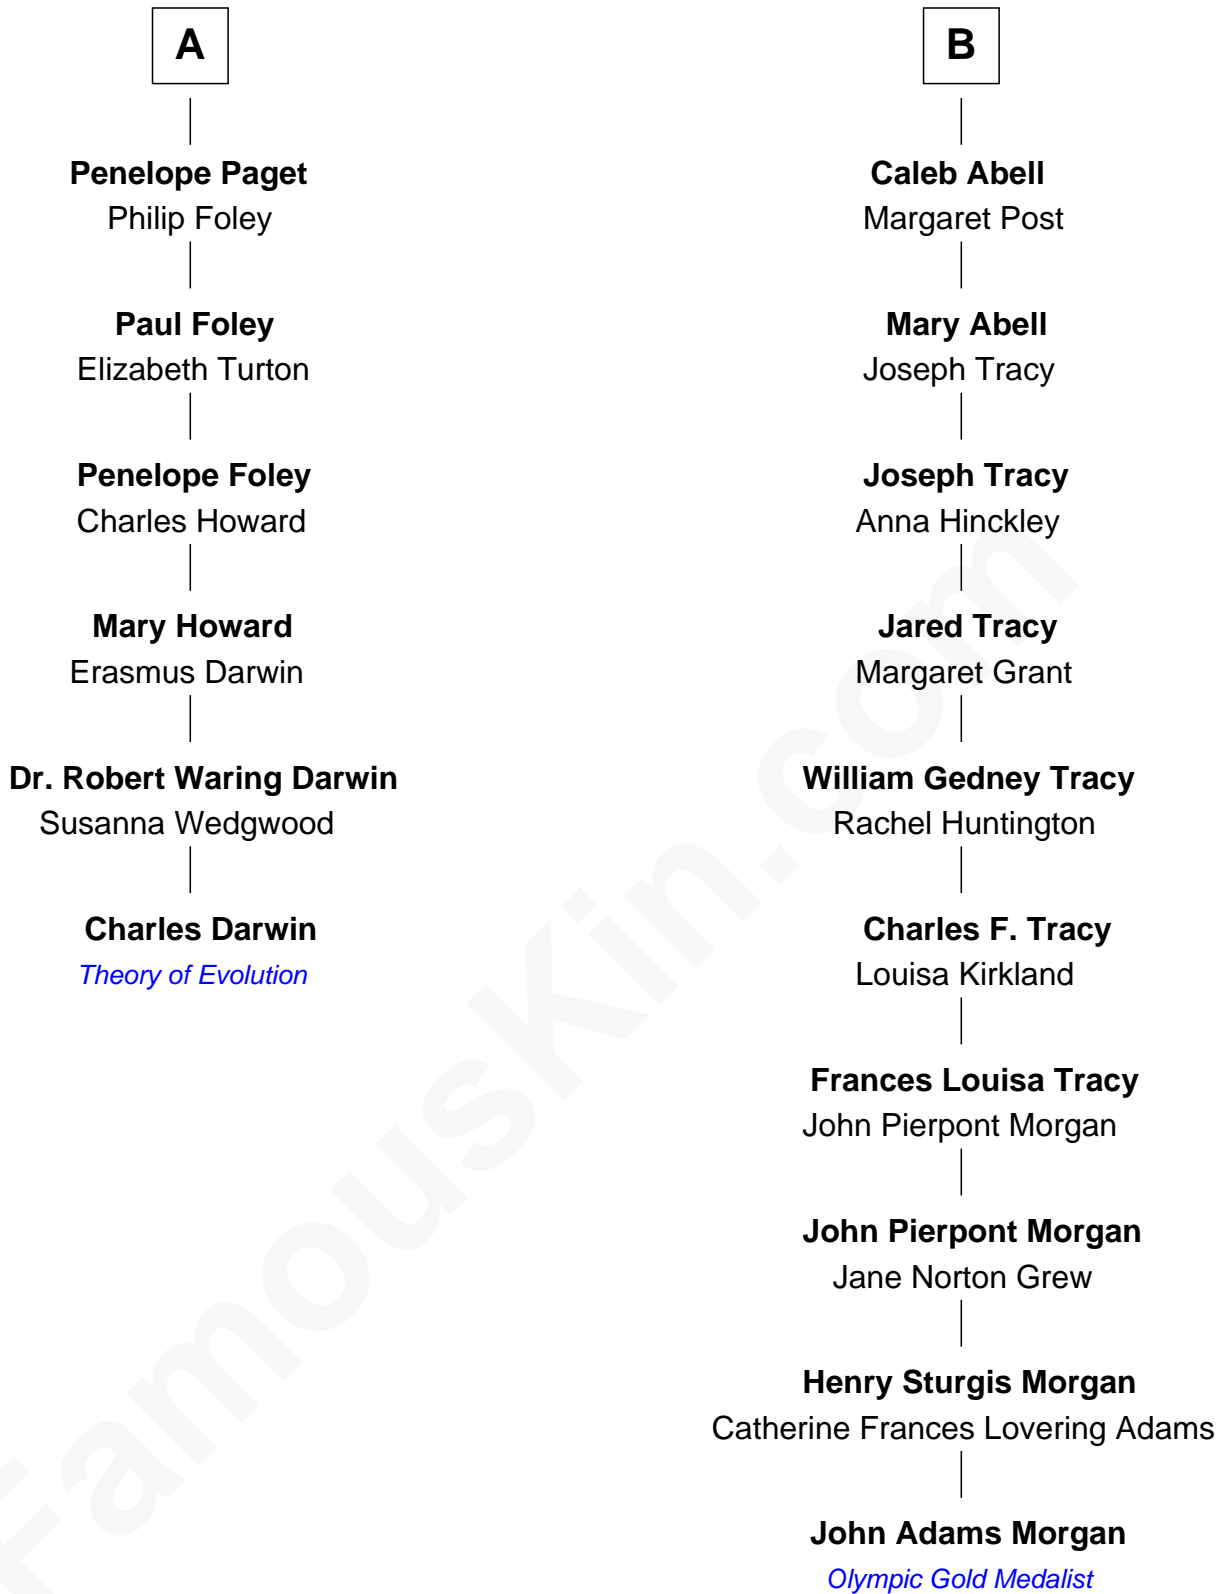 A
Penelope Paget
Philip Foley
Paul Foley
Elizabeth Turton
Penelope Foley
Charles Howard
Mary Howard
Erasmus Darwin
Dr. Robert Waring Darwin
Susanna Wedgwood
Charles Darwin
Theory of Evolution
B
Caleb Abell
Margaret Post
Mary Abell
Joseph Tracy
Joseph Tracy
Anna Hinckley
Jared Tracy
Margaret Grant
William Gedney Tracy
Rachel Huntington
Charles F. Tracy
Louisa Kirkland
Frances Louisa Tracy
John Pierpont Morgan
John Pierpont Morgan
Jane Norton Grew
Henry Sturgis Morgan
Catherine Frances Lovering Adams
John Adams Morgan
Olympic Gold Medalist
FamousKin.com